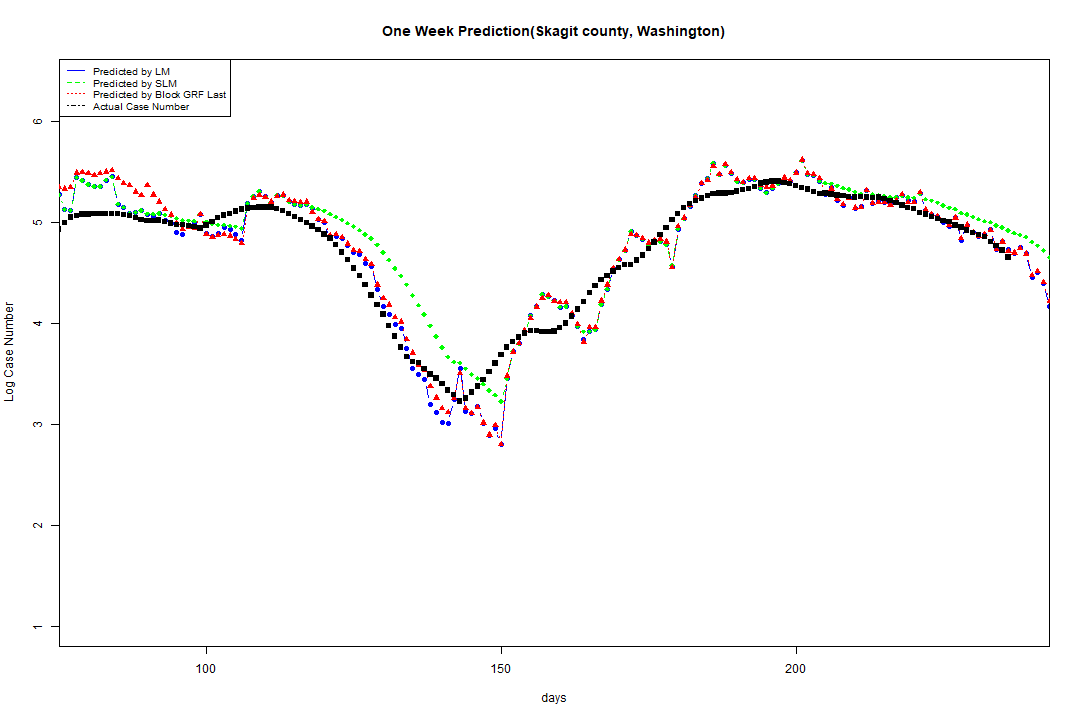 One Week Prediction(Skagit county, Washington)
Predicted by LM
Predicted by SLM
Predicted by Block GRF Last
Actual Case Number
6
5
4
3
2
1
Log Case Number
100 150 200
days